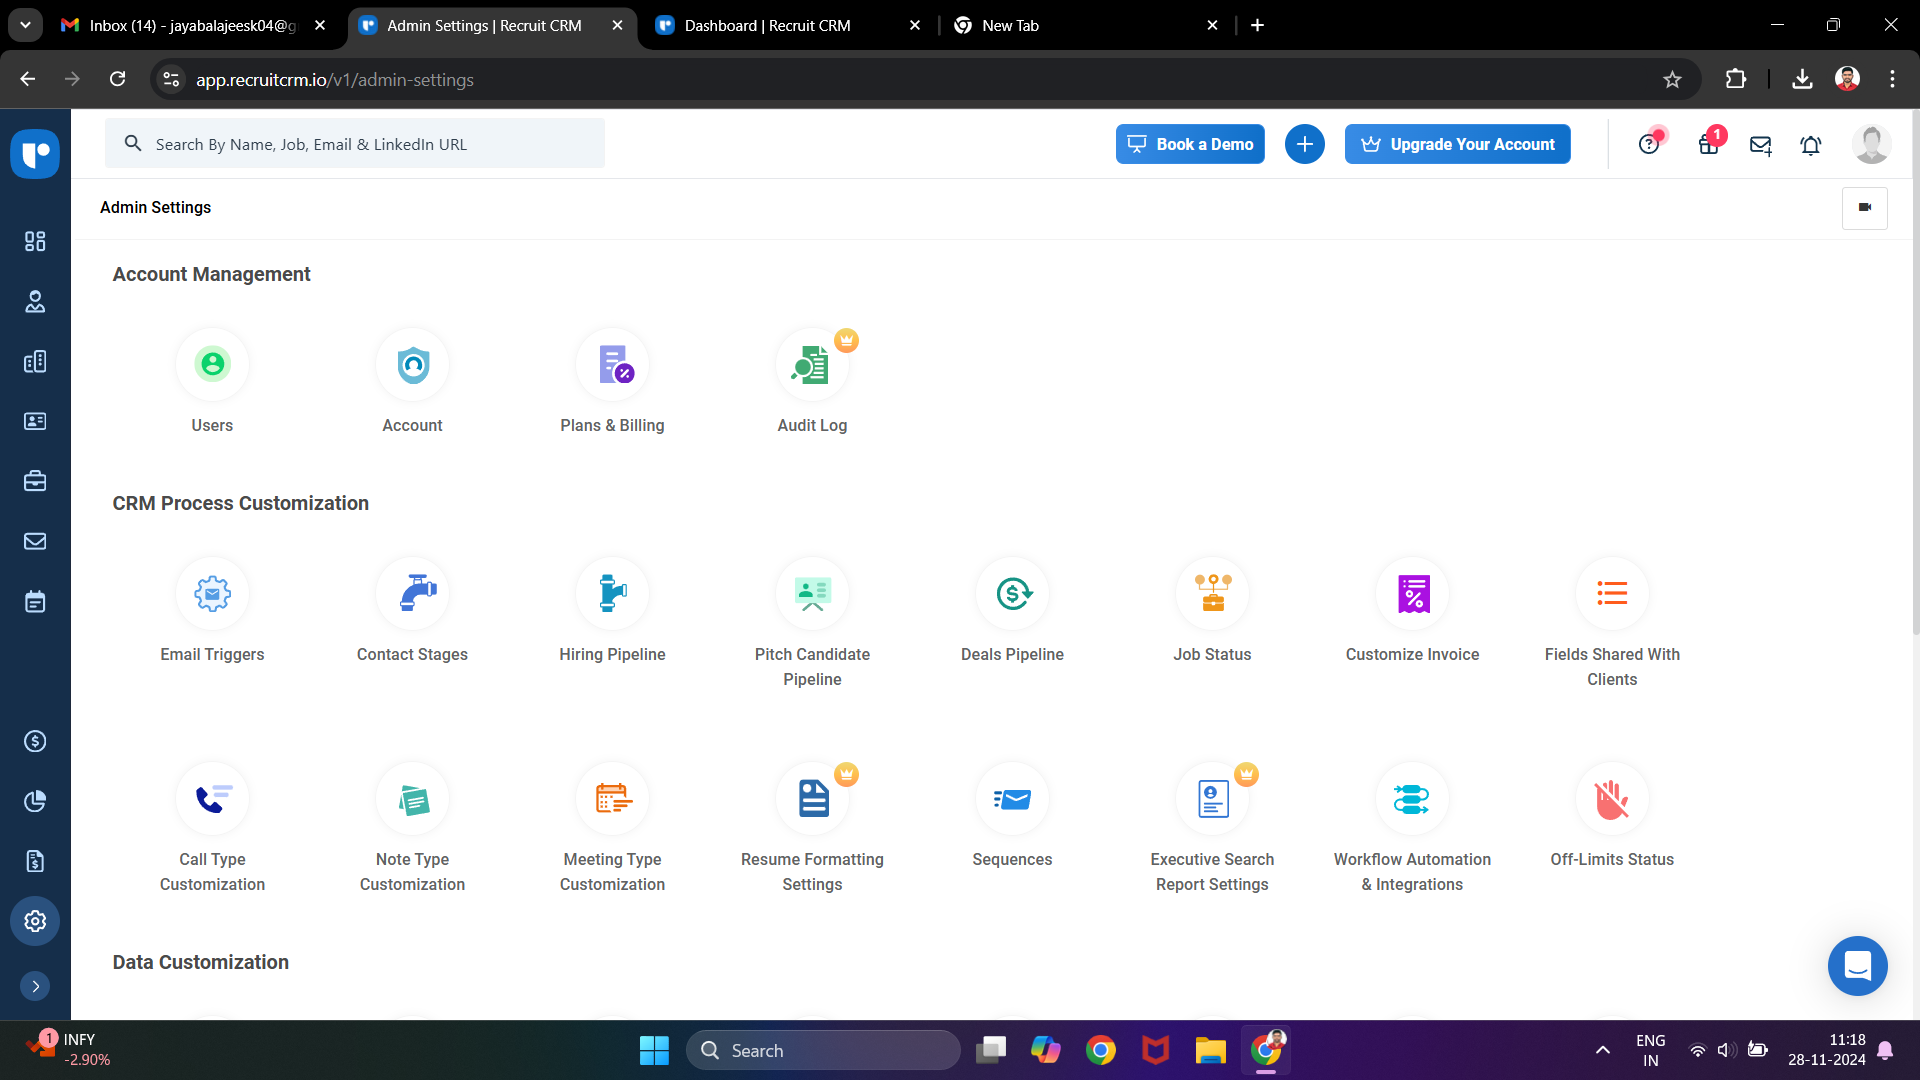 Inbox (14) - jayabalajeesk04@g
Admin Settings | Recruit CRM
Dashboard | Recruit CRM
New Tab
app.recruitcrm.io/v1/admin-settings
Search By Name, Job, Email & LinkedIn URL
Book a Demo
Upgrade Your Account
1
Admin Settings
Account Management
Users
Account
Plans & Billing
Audit Log
CRM Process Customization
Email Triggers
Contact Stages
Hiring Pipeline
Pitch Candidate
Pipeline
Deals Pipeline
Job Status
Customize Invoice
Fields Shared With
Clients
Call Type
Customization
Note Type
Customization
Meeting Type
Customization
Resume Formatting
Settings
Sequences
Executive Search
Report Settings
Workflow Automation
& Integrations
Off-Limits Status
Data Customization
1
INFY
-2.90%
Search
ENG
IN
11:18
28-11-2024